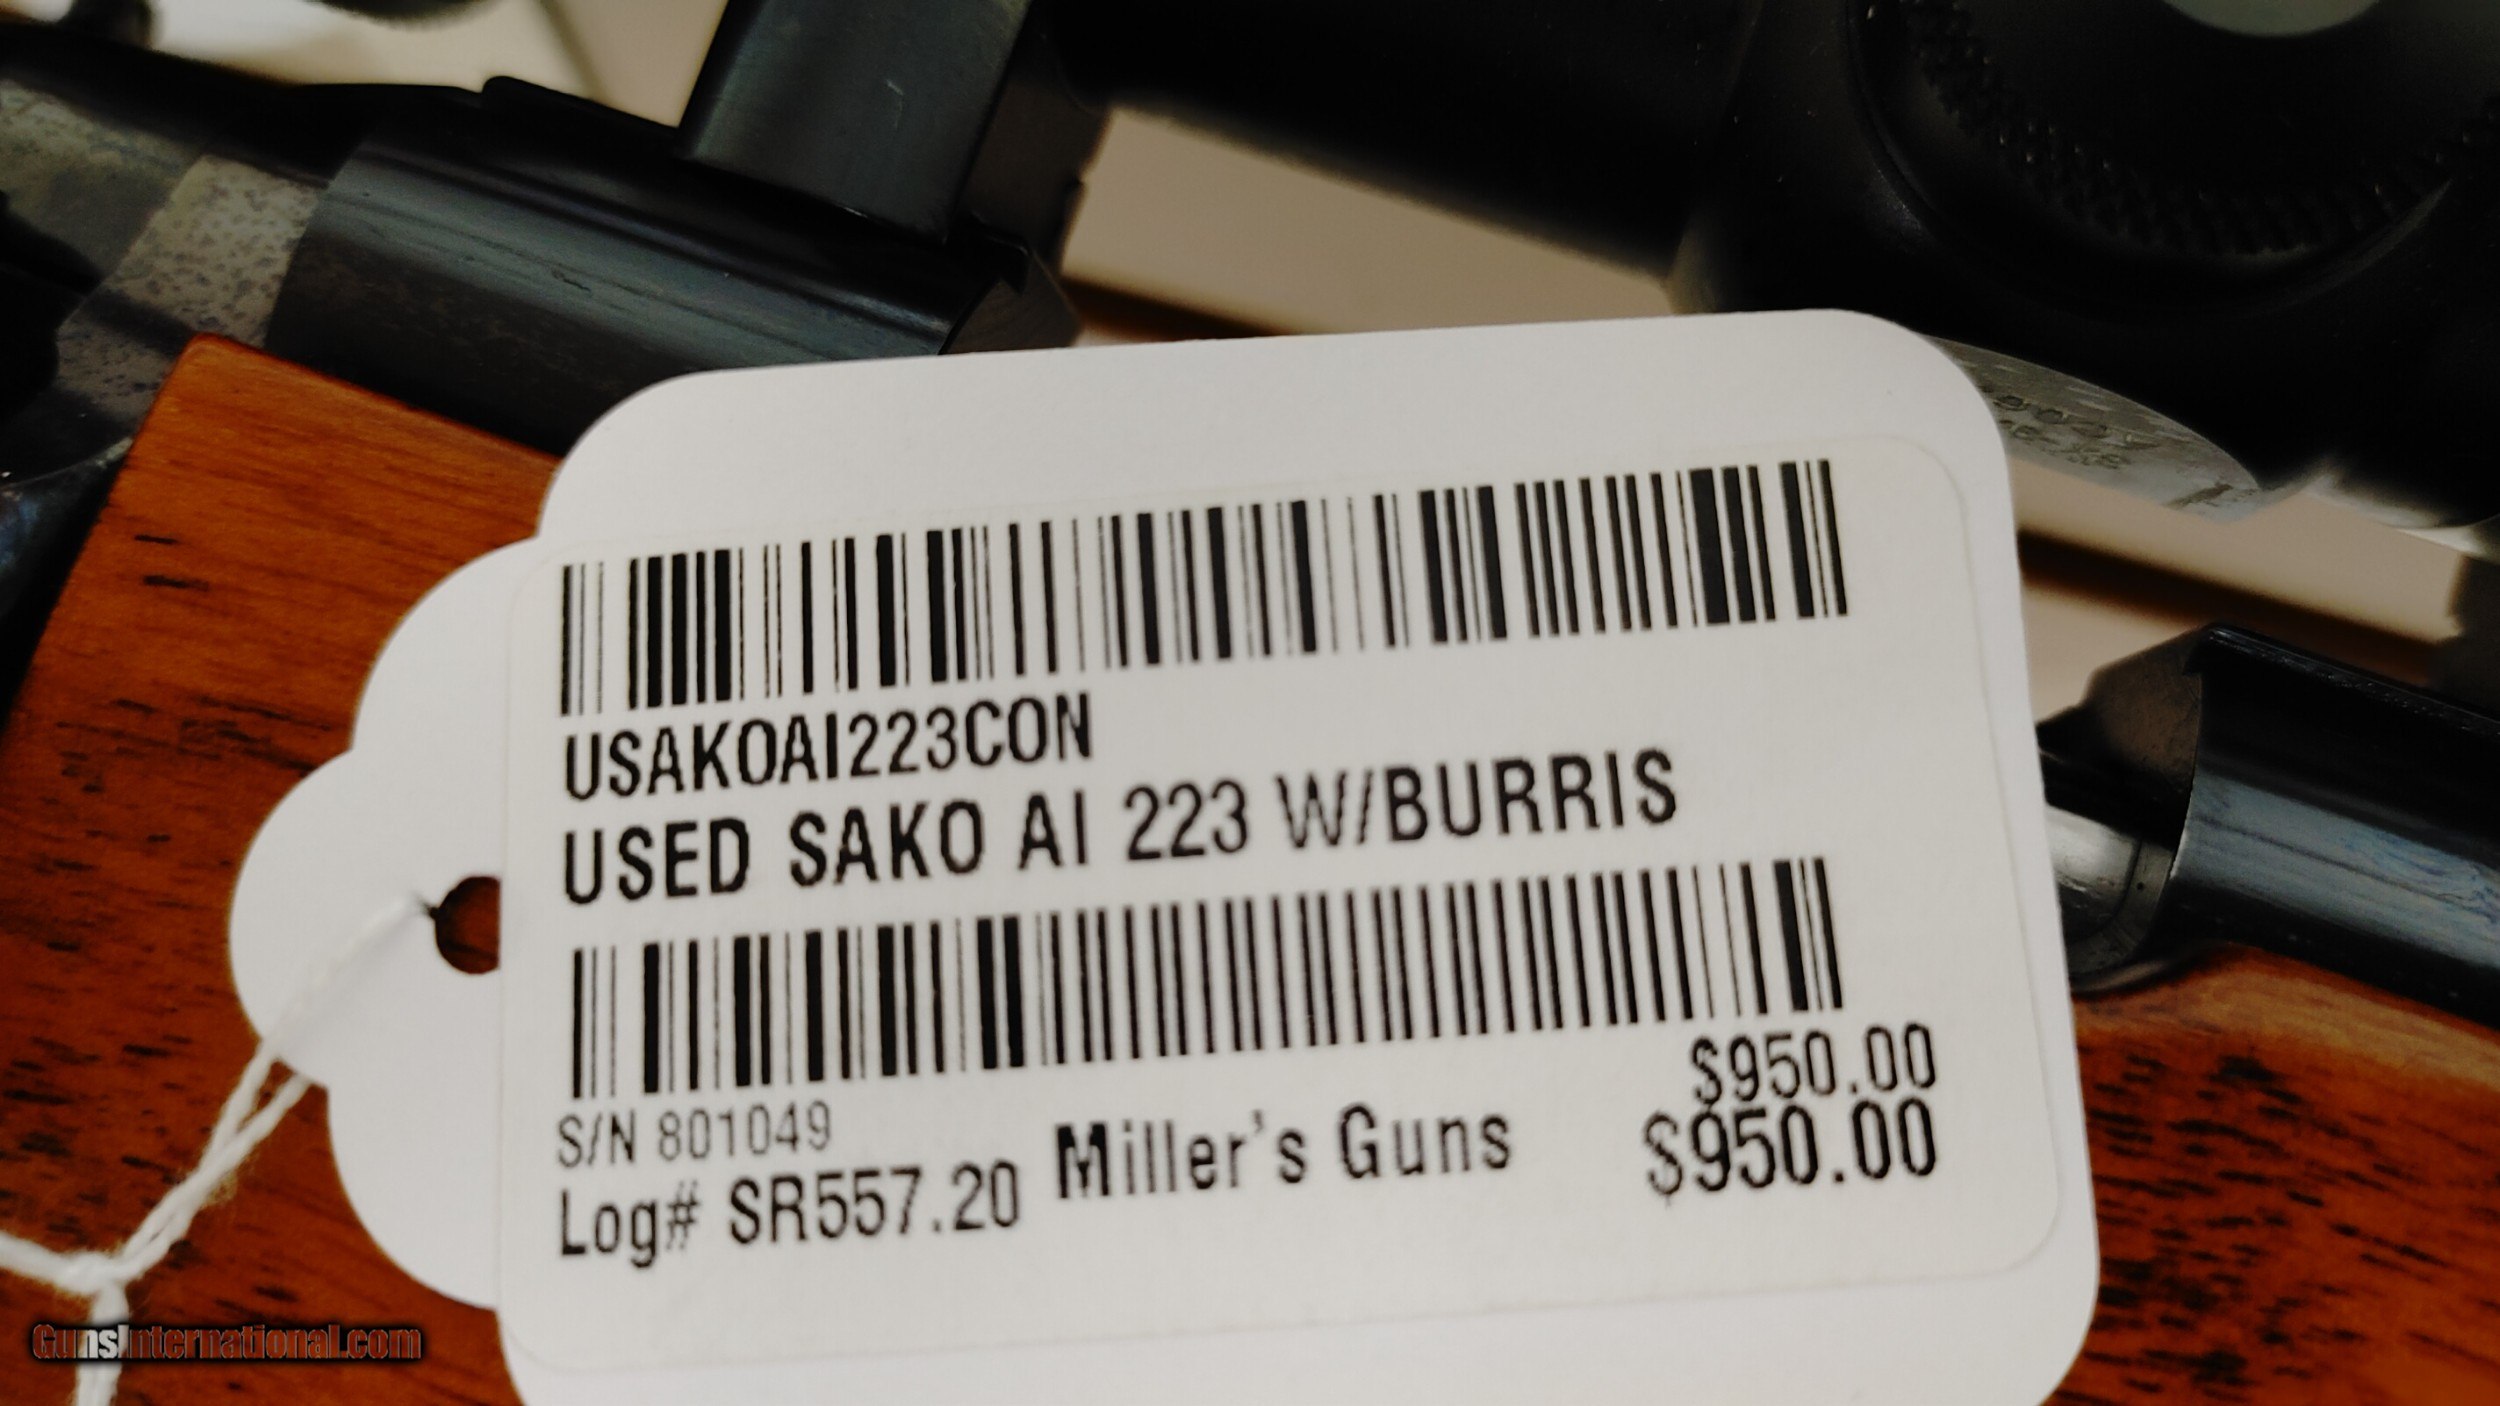 USAKOAI223CON
USED SAKO AI 223 W/BURRIS
$950.00
S/N 801049
Log# SR557.20 Miller's Guns $950.00
GunsInternational.com